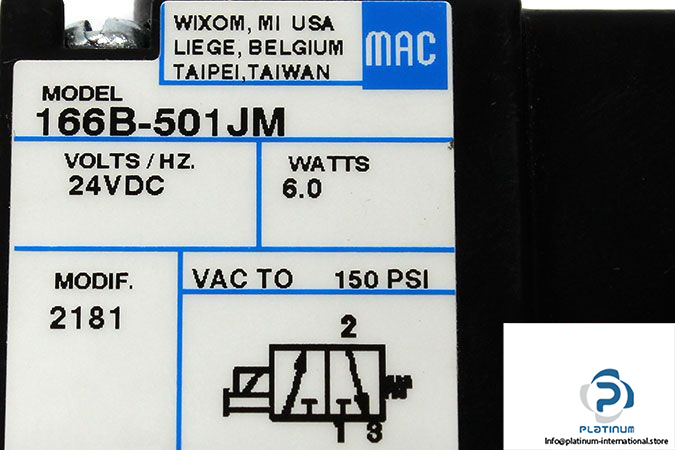 WIXOM, MI USA
LIEGE, BELGIUM
TAIPEI, TAIWAN
MAC
MODEL
166B-501JM
VOLTS / HZ.
24VDC
WATTS
6.0
MODIF.
2181
VAC TO 150 PSI
2
1 3
PLATINUM
Info@platinum-international.store